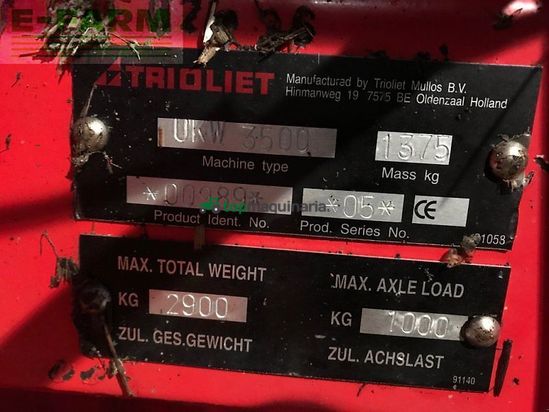 E-FARM
TRIOLIET
Manufactured by Trioliet Mullos B.V.
Hinmanweg 19 7575 BE Oldenzaal Holland
UKW 3500
1375
Machine type
Mass kg
*00989*
*05*
CE
topmaquinaria
Product Ident. No.
Prod. Series No.
91058
MAX. TOTAL WEIGHT
MAX. AXLE LOAD
KG 2900
KG 1000
ZUL. GES.GEWICHT
ZUL. ACHSLAST
91140